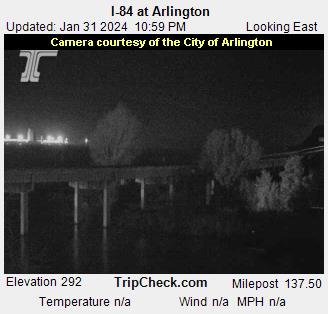 I-84 at Arlington
Updated: Jan 31 2024 10:59 PM Looking East
Camera courtesy of the City of Arlington
Elevation 292 TripCheck.com Milepost 137.50
Temperature n/a Wind n/a MPH n/a